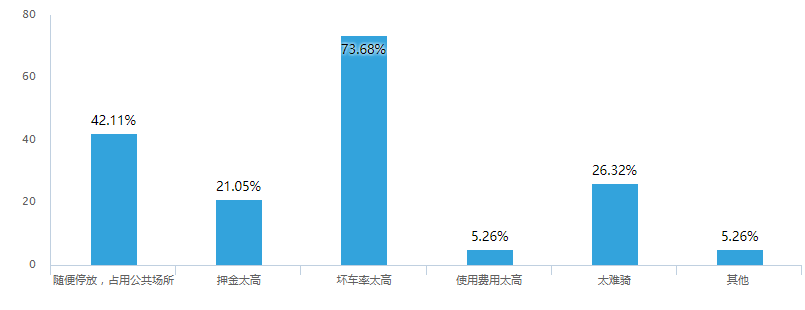 80
60
40
20
0
42.11%
21.05%
73.68%
5.26%
26.32%
5.26%
随便停放，占用公共场所
押金太高
坏车率太高
使用费用太高
太难骑
其他